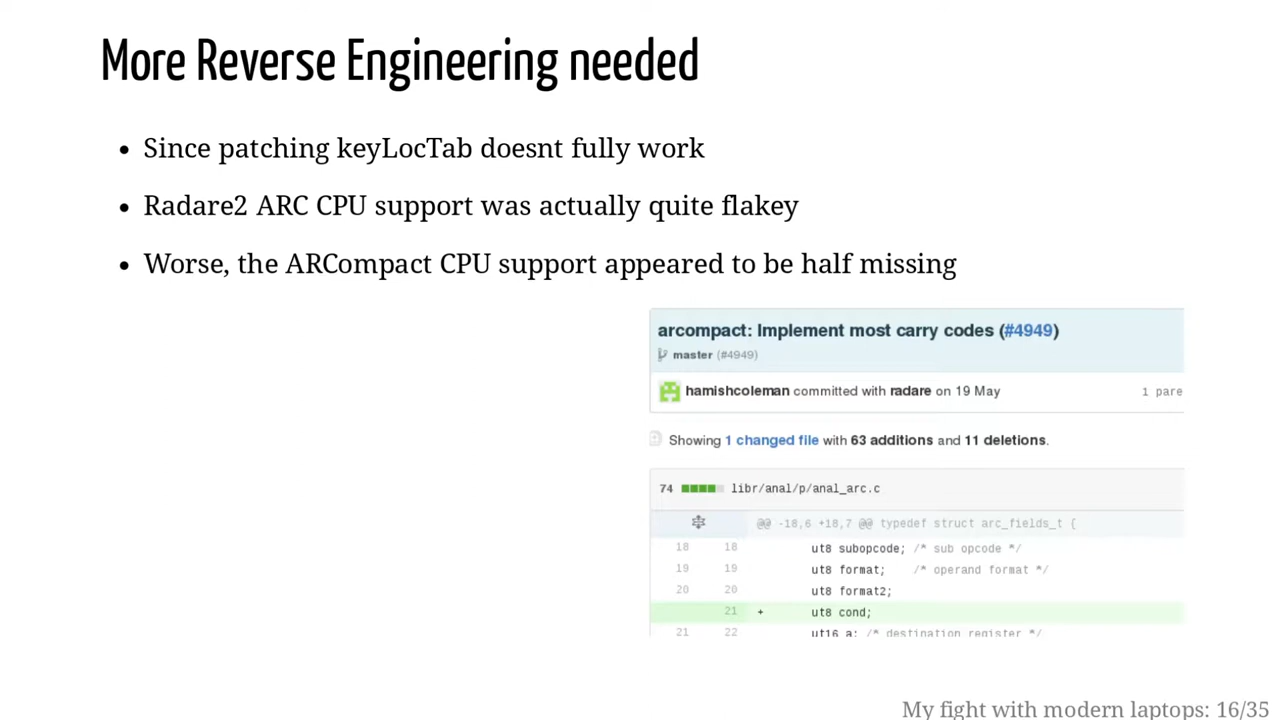 More Reverse Engineering needed
• Since patching keyLocTab doesnt fully work
• Radare2 ARC CPU support was actually quite flakey
• Worse, the ARCompact CPU support appeared to be half missing
arcompact: Implement most carry codes (#4949)
master (#4949)
hamishcoleman committed with radare on 19 May 1 pare
Showing 1 changed file with 63 additions and 11 deletions.
74 libr/anal/p/anal_arc.c
@@ -18,6 +18,7 @@ typedef struct arc_fields_t {
18 18 ut8 subopcode; /* sub opcode */
19 19 ut8 format; /* operand format */
20 20 ut8 format2;
21 + ut8 cond;
21 22 ut16 a; /* destination register */
My fight with modern laptops: 16/35